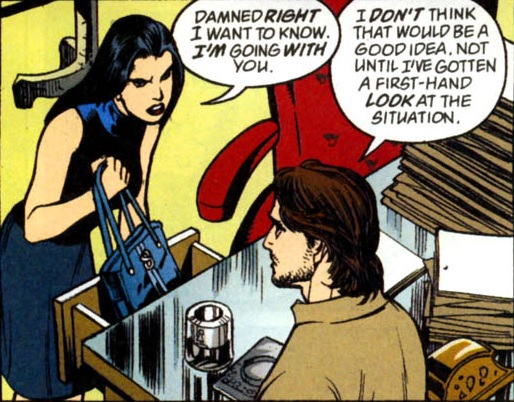 DAMNED RIGHT
I WANT TO KNOW.
I'M GOING WITH
YOU.
I DON'T THINK
THAT WOULD BE A
GOOD IDEA. NOT
UNTIL I'VE GOTTEN
A FIRST-HAND
LOOK AT THE
SITUATION.